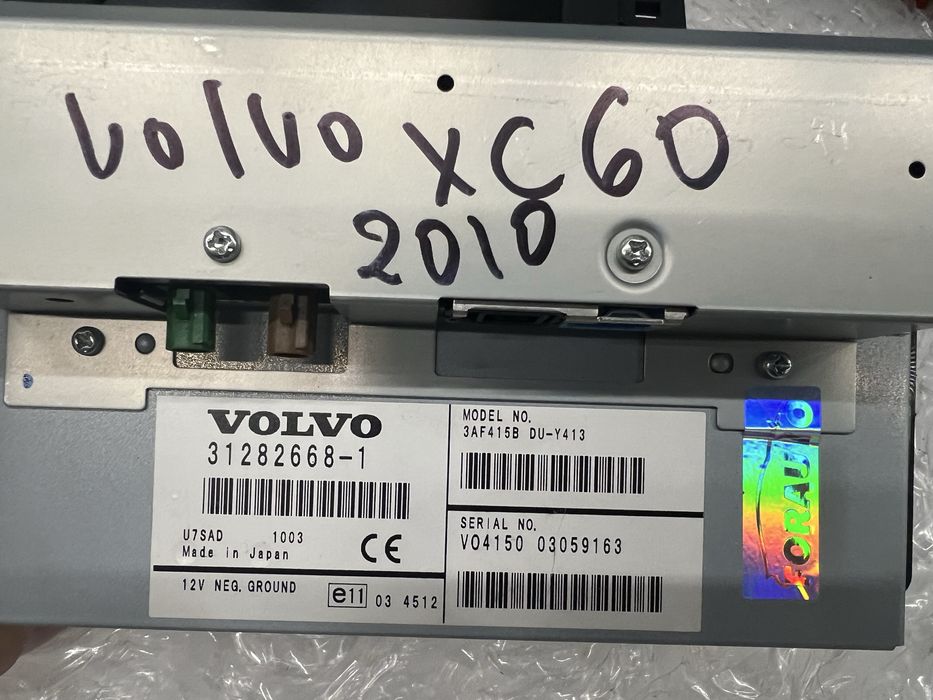 Volvo XC60
2010
VOLVO
31282668-1
U7SAD 1003
Made in Japan
CE
12V NEG. GROUND
e11 03 4512
MODEL NO.
3AF415B DU-Y413
SERIAL NO.
VO4150 03059163
FORAUTO